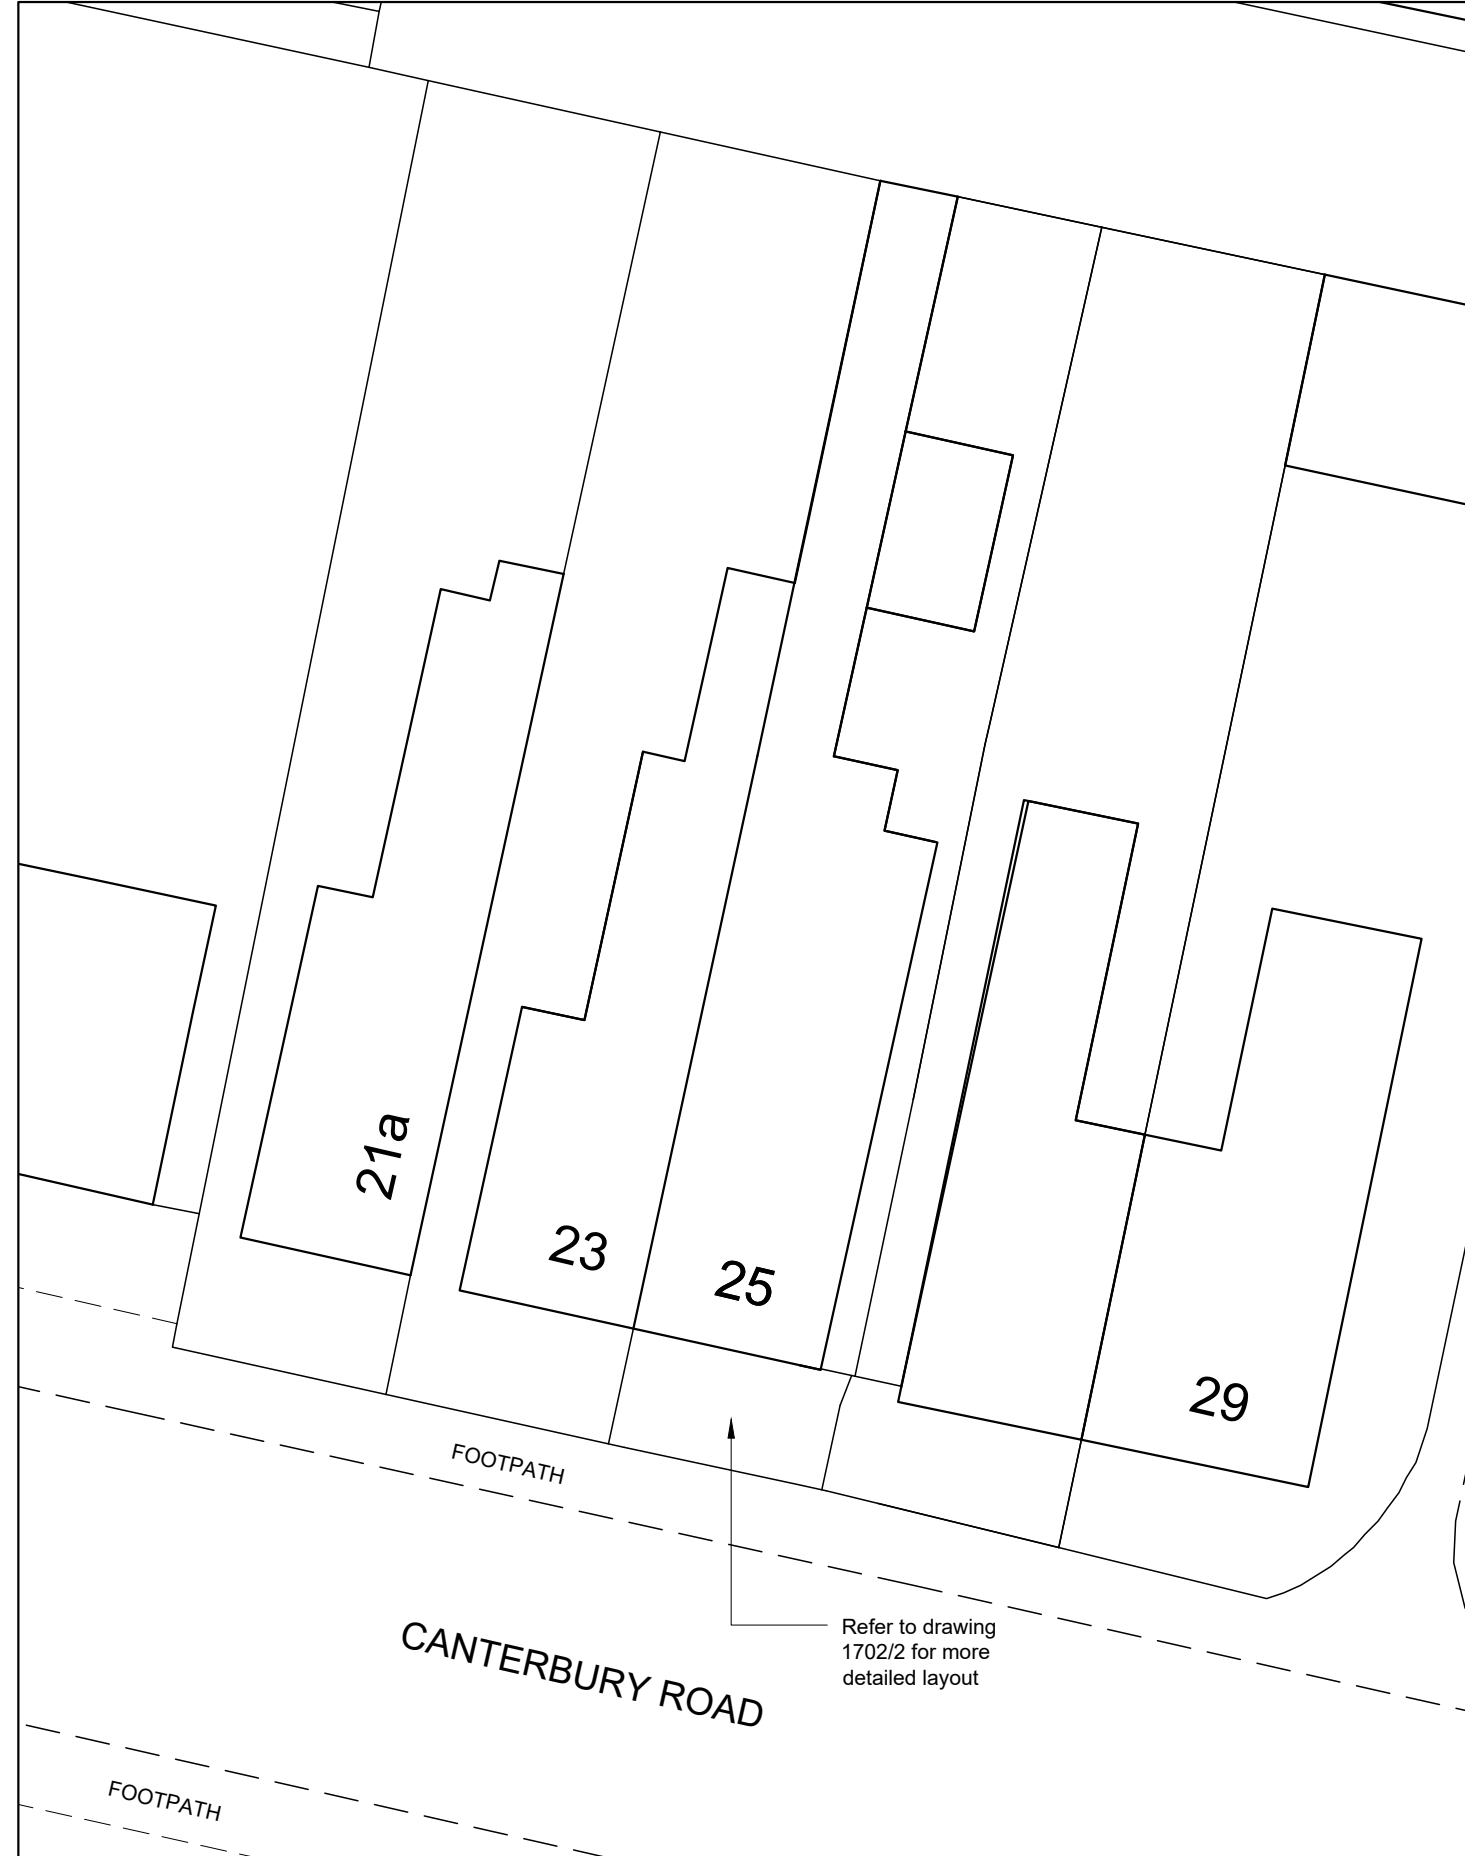 21a
23
25
29
FOOTPATH
Refer to drawing
1702/2 for more
detailed layout
CANTERBURY ROAD
FOOTPATH